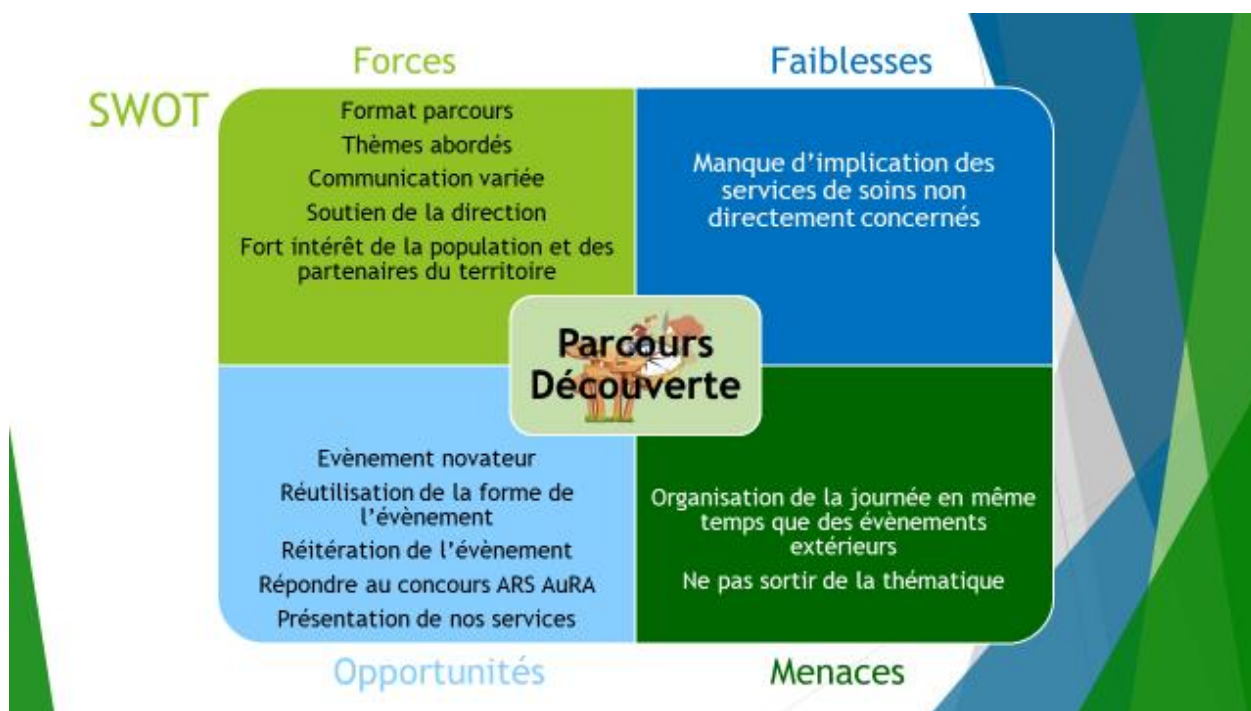 SWOT
Forces
Format parcours
Thèmes abordés
Communication variée
Soutien de la direction
Fort intérêt de la population et des
partenaires du territoire
Faiblesses
Manque d'implication des
services de soins non
directement concernés
Parcours
Découverte
Evènement novateur
Réutilisation de la forme de
l'évènement
Réitération de l'évènement
Répondre au concours ARS AuRA
Présentation de nos services
Opportunités
Organisation de la journée en même
temps que des évènements
extérieurs
Ne pas sortir de la thématique
Menaces